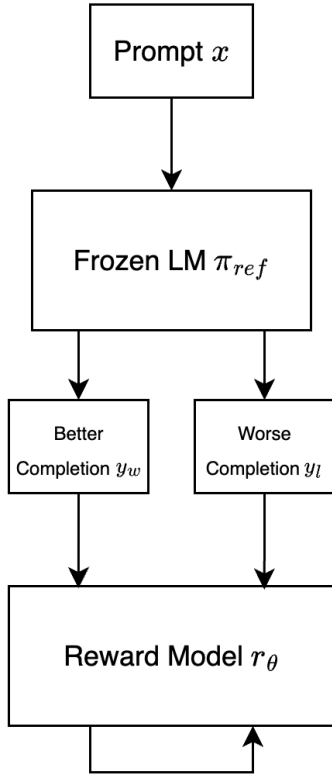 Prompt x
Frozen LM π_ref
Better
Completion y_w
Worse
Completion y_l
Reward Model r_θ